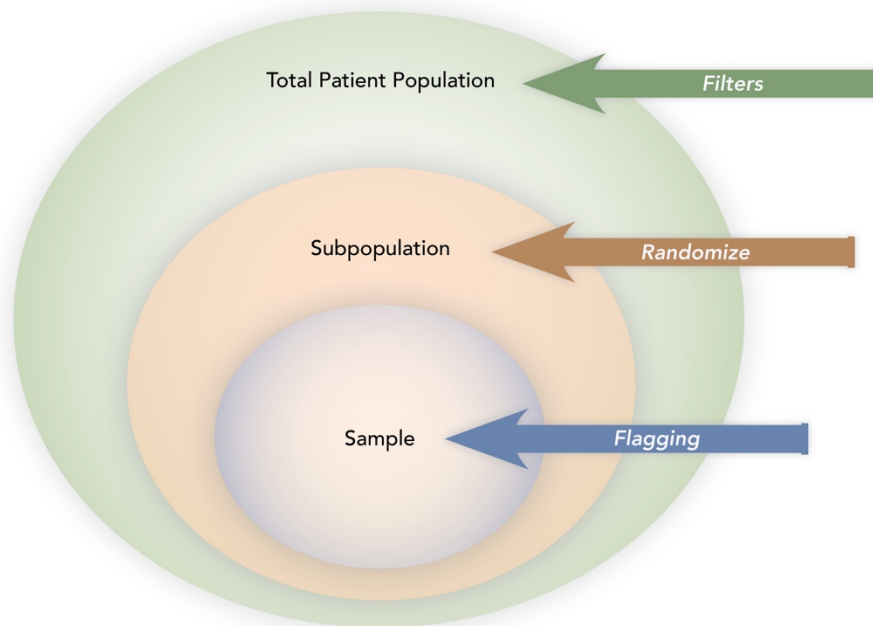 Total Patient Population
Filters
Subpopulation
Randomize
Sample
Flagging